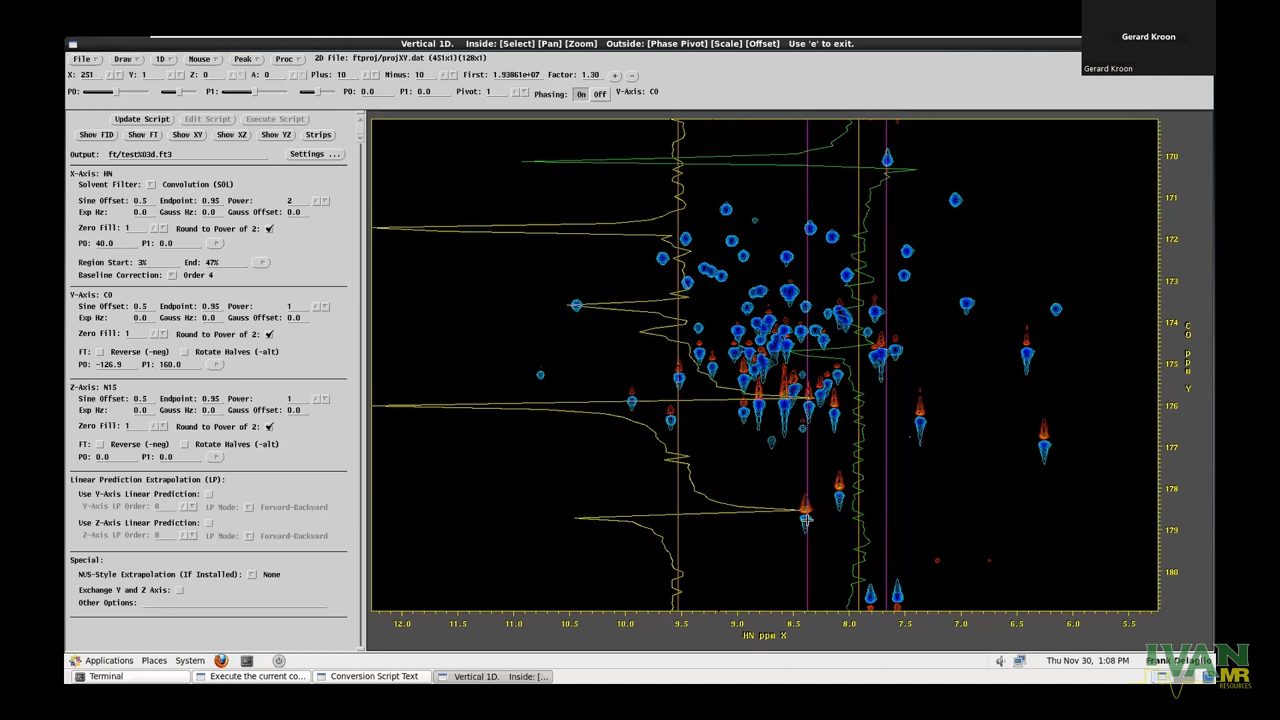 Gerard Kroon
Gerard Kroon
Vertical 1D. Inside: [Select] [Pan] [Zoom] Outside: [Phase Pivot] [Scale] [Offset] Use 'e' to exit.
File Draw 1D Mouse Peak Proc 2D File: ftproj/projXY.dat (451x1)(128x1)
X: 251 Y: 1 Z: 0 A: 0 Plus: 10 Minus: 10 First: 1.93861e+07 Factor: 1.30 + -
P0: P1: P0: 0.0 P1: 0.0 Pivot: 1 Phasing: On Off V-Axis: CO
Update Script Edit Script Execute Script
Show FID Show FT Show XY Show XZ Show YZ Strips
Output: ft/test%03d.ft3 Settings ...
X-Axis: HN
Solvent Filter: Convolution (SOL)
Sine Offset: 0.5 Endpoint: 0.95 Power: 2
Exp Hz: 0.0 Gauss Hz: 0.0 Gauss Offset: 0.0
Zero Fill: 1 Round to Power of 2: ✓
P0: 40.0 P1: 0.0
Region Start: 3% End: 47%
Baseline Correction: Order 4
Y-Axis: CO
Sine Offset: 0.5 Endpoint: 0.95 Power: 1
Exp Hz: 0.0 Gauss Hz: 0.0 Gauss Offset: 0.0
Zero Fill: 1 Round to Power of 2: ✓
FT: Reverse (-neg) Rotate Halves (-alt)
P0: -126.9 P1: 160.0
Z-Axis: N15
Sine Offset: 0.5 Endpoint: 0.95 Power: 1
Exp Hz: 0.0 Gauss Hz: 0.0 Gauss Offset: 0.0
Zero Fill: 1 Round to Power of 2: ✓
FT: Reverse (-neg) Rotate Halves (-alt)
P0: 0.0 P1: 0.0
Linear Prediction Extrapolation (LP):
Use Y-Axis Linear Prediction:
Y-Axis LP Order: 8 LP Mode: Forward-Backward
Use Z-Axis Linear Prediction:
Z-Axis LP Order: 8 LP Mode: Forward-Backward
Special:
NUS-Style Extrapolation (If Installed): None
Exchange Y and Z Axis:
Other Options:
170
171
172
173
174
175
176
177
178
179
180
CO ppm Y
12.0 11.5 11.0 10.5 10.0 9.5 9.0 8.5 8.0 7.5 7.0 6.5 6.0 5.5
HN ppm X
Applications Places System Thu Nov 30, 1:08 PM Frank Delaglio
Terminal Execute the current co... Conversion Script Text Vertical 1D. Inside: [...
IVAN
NMR
RESOURCES